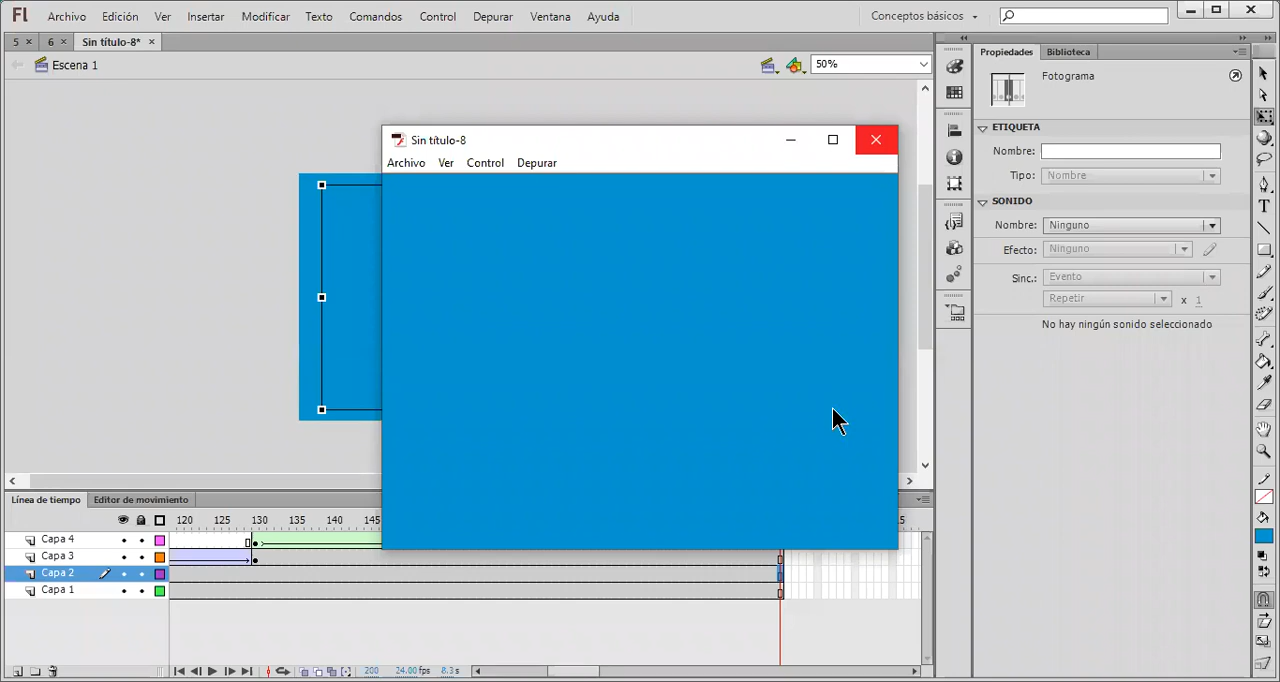 Fl Archivo Edición Ver Insertar Modificar Texto Comandos Control Depurar Ventana Ayuda Conceptos básicos
5 × 6 × Sin título-8* ×
Escena 1 50%
Propiedades Biblioteca
Fotograma
ETIQUETA
Nombre:
Tipo: Nombre
SONIDO
Nombre: Ninguno
Efecto: Ninguno
Sinc.: Evento
Repetir x 1
No hay ningún sonido seleccionado
Sin título-8
Archivo Ver Control Depurar
Línea de tiempo Editor de movimiento
120 125 130 135 140 145
Capa 4
Capa 3
Capa 2
Capa 1
200 24.00 fps 8.3 s